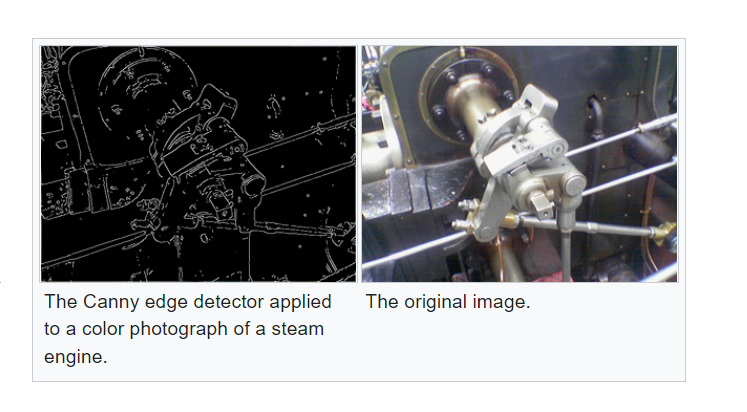 The Canny edge detector applied
to a color photograph of a steam
engine.
The original image.